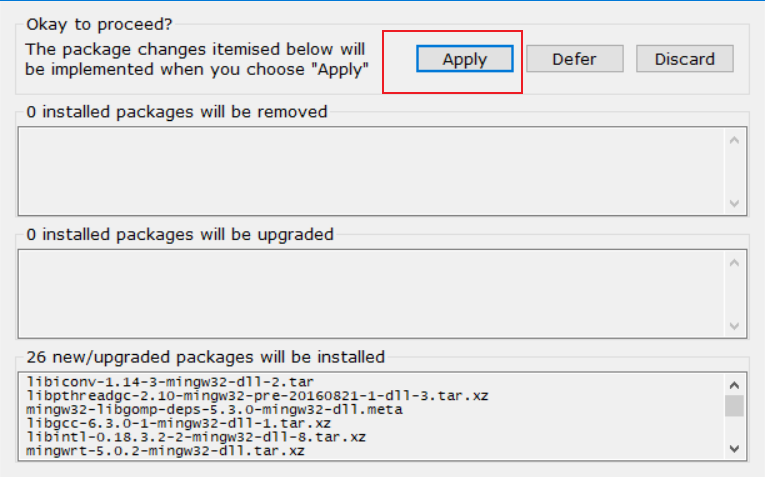 Okay to proceed?
The package changes itemised below will
be implemented when you choose "Apply"
Apply
Defer
Discard
0 installed packages will be removed
0 installed packages will be upgraded
26 new/upgraded packages will be installed
libiconv-1.14-3-mingw32-dll-2.tar
libpthreadgc-2.10-mingw32-pre-20160821-1-dll-3.tar.xz
mingw32-libgomp-deps-5.3.0-mingw32-dll.meta
libgcc-6.3.0-1-mingw32-dll-1.tar.xz
libintl-0.18.3.2-2-mingw32-dll-8.tar.xz
mingwrt-5.0.2-mingw32-dll.tar.xz